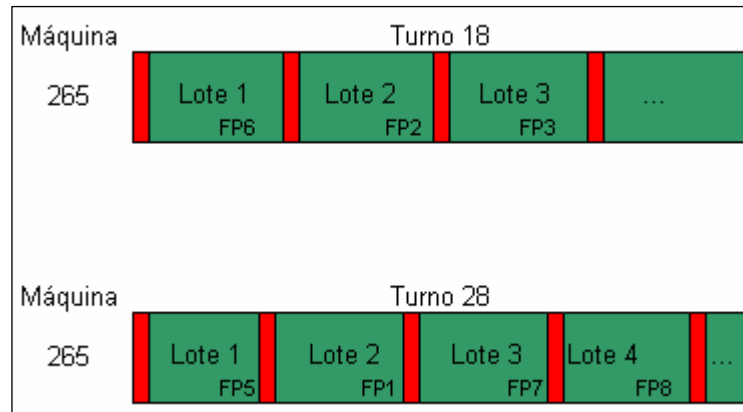 Máquina Turno 18
265 Lote 1 Lote 2 Lote 3 ...
FP6 FP2 FP3
Máquina Turno 28
265 Lote 1 Lote 2 Lote 3 Lote 4 ...
FP5 FP1 FP7 FP8